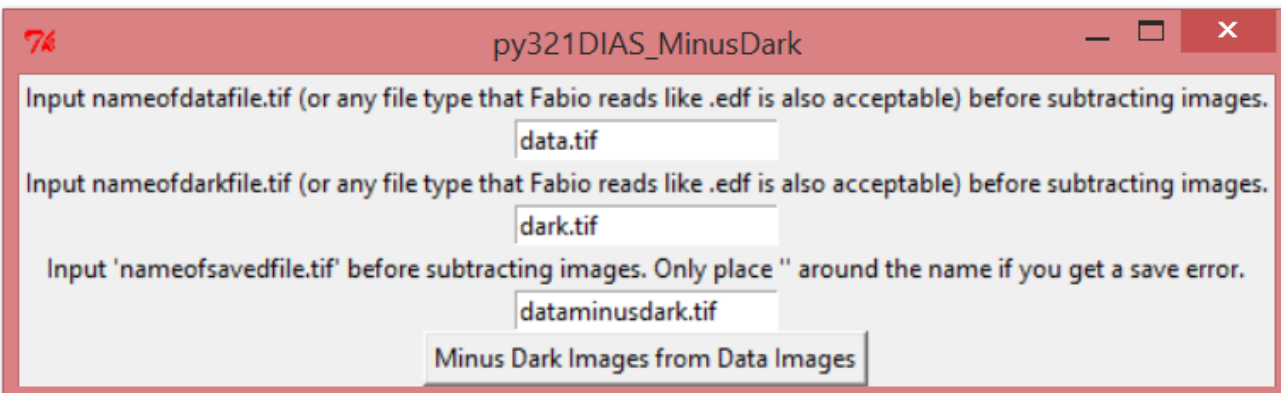 py321DIAS_MinusDark
Input nameofdatafile.tif (or any file type that Fabio reads like .edf is also acceptable) before subtracting images.
data.tif
Input nameofdarkfile.tif (or any file type that Fabio reads like .edf is also acceptable) before subtracting images.
dark.tif
Input 'nameofsavedfile.tif' before subtracting images. Only place '' around the name if you get a save error.
dataminusdark.tif
Minus Dark Images from Data Images